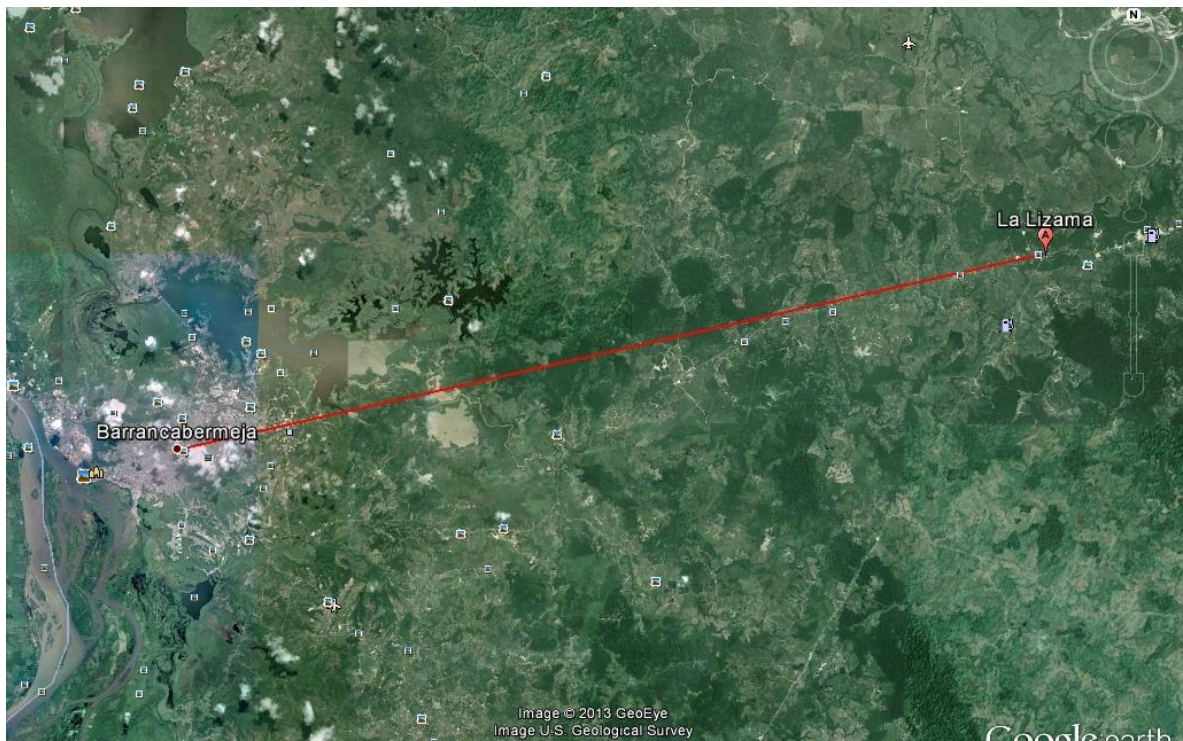 N
La Lizama
A
Barrancabermeja
Image © 2013 GeoEye
Image U.S. Geological Survey
Google earth